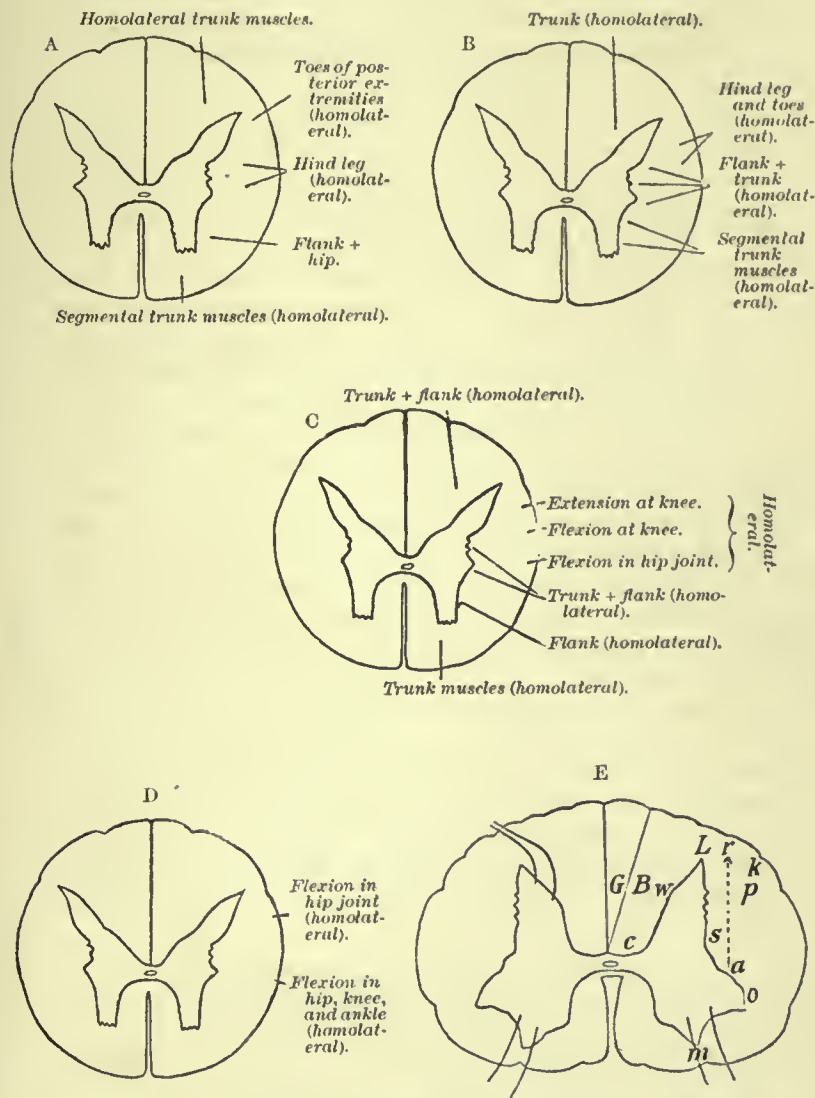 Homolateral trunk muscles.
A
Toes of pos-
terior ex-
tremities
(homolat-
eral).
Hind leg
(homolat-
eral).
Flank +
hip.
Segmental trunk muscles (homolateral).
Trunk (homolateral).
B
Hind leg
and toes
(homolat-
eral).
Flank +
trunk
(homolat-
eral).
Segmental
trunk
muscles
(homolat-
eral).
Trunk + flank (homolateral).
C
Extension at knee.
Flexion at knee.
Flexion in hip joint.
Homolat-
eral.
Trunk + flank (homo-
lateral).
Flank (homolateral).
Trunk muscles (homolateral).
D
Flexion in
hip joint
(homolat-
eral).
Flexion in
hip, knee,
and ankle
(homolat-
eral).
E
L r
k
G B w p
c s
a
o
m